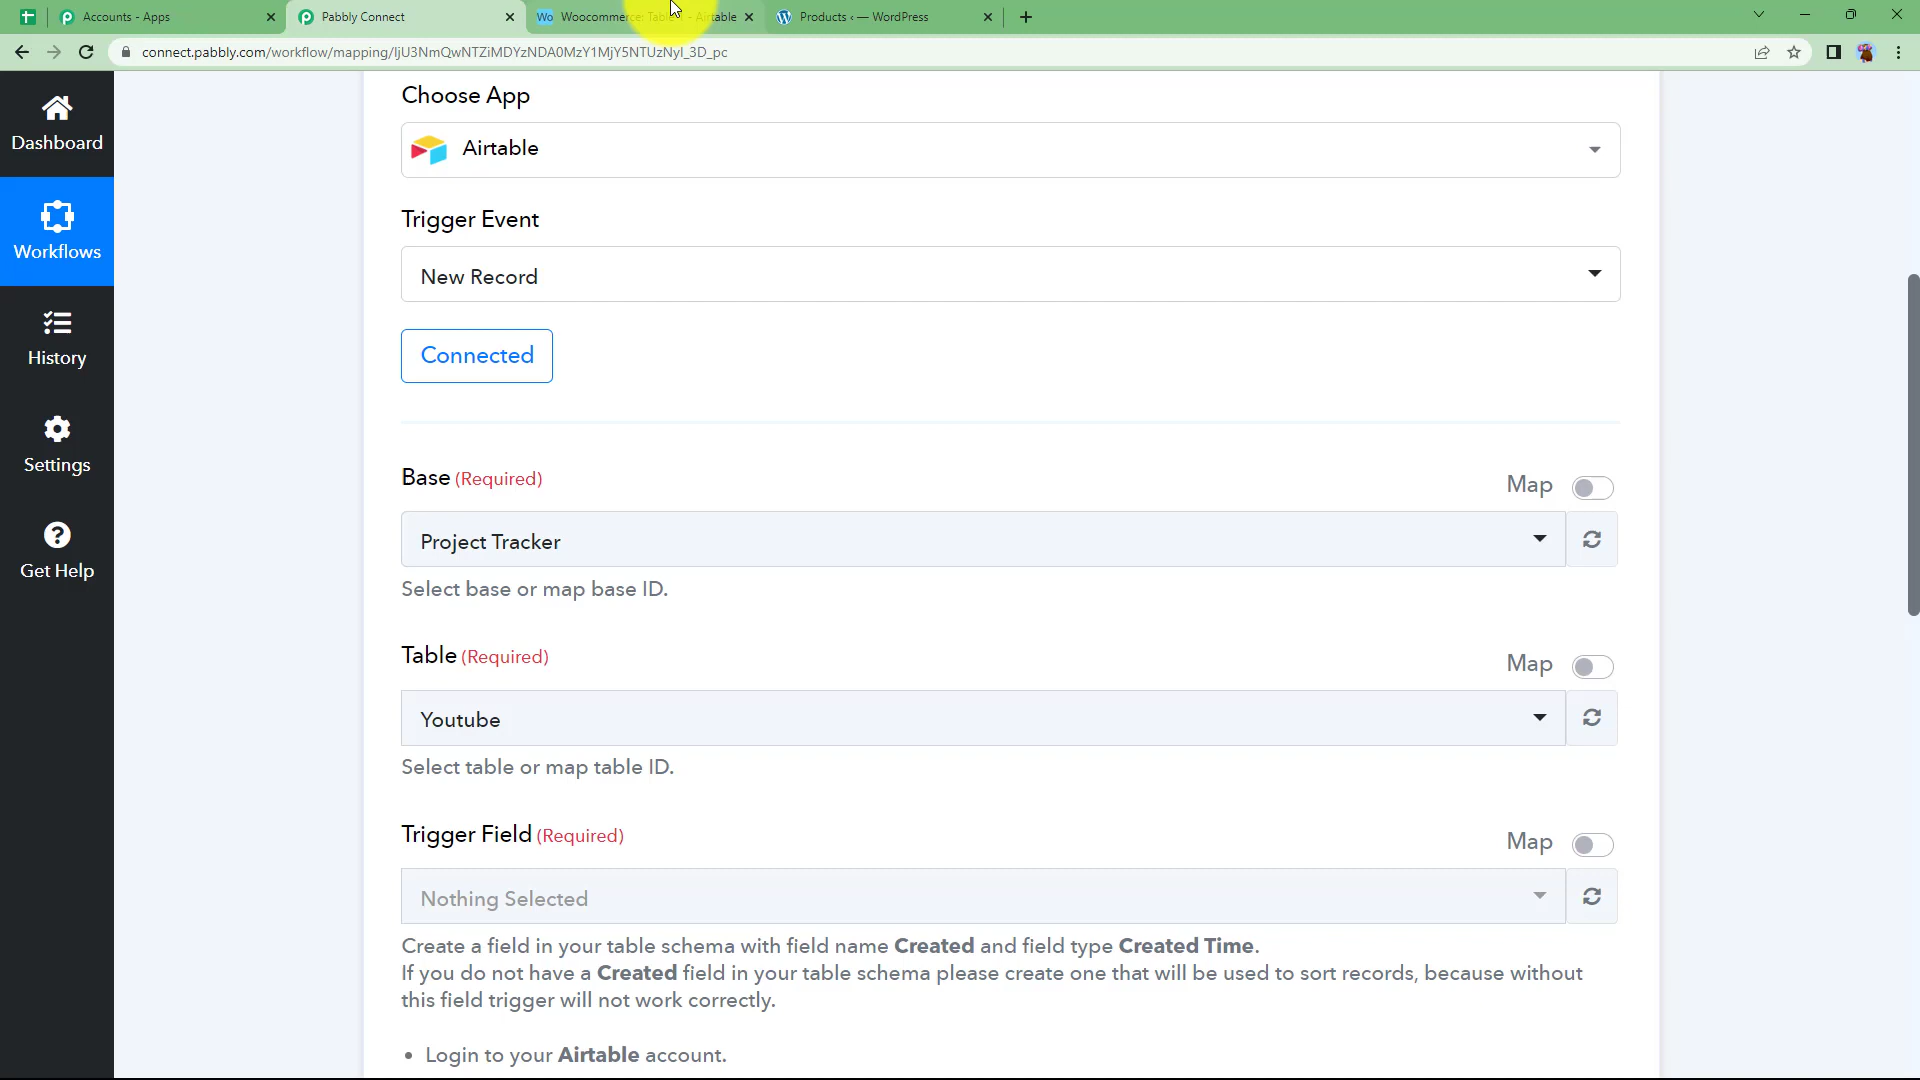 Accounts - Apps
Pabbly Connect
Wo Woocommerce: Table - Airtable
Products ‹ — WordPress
connect.pabbly.com/workflow/mapping/IjU3NmQwNTZiMDYzNDA0MzY1MjY5NTUzNyI_3D_pc
Dashboard
Workflows
History
Settings
Get Help
Choose App
Airtable
Trigger Event
New Record
Connected
Base (Required)
Map
Project Tracker
Select base or map base ID.
Table (Required)
Map
Youtube
Select table or map table ID.
Trigger Field (Required)
Map
Nothing Selected
Create a field in your table schema with field name Created and field type Created Time.
If you do not have a Created field in your table schema please create one that will be used to sort records, because without
this field trigger will not work correctly.
• Login to your Airtable account.